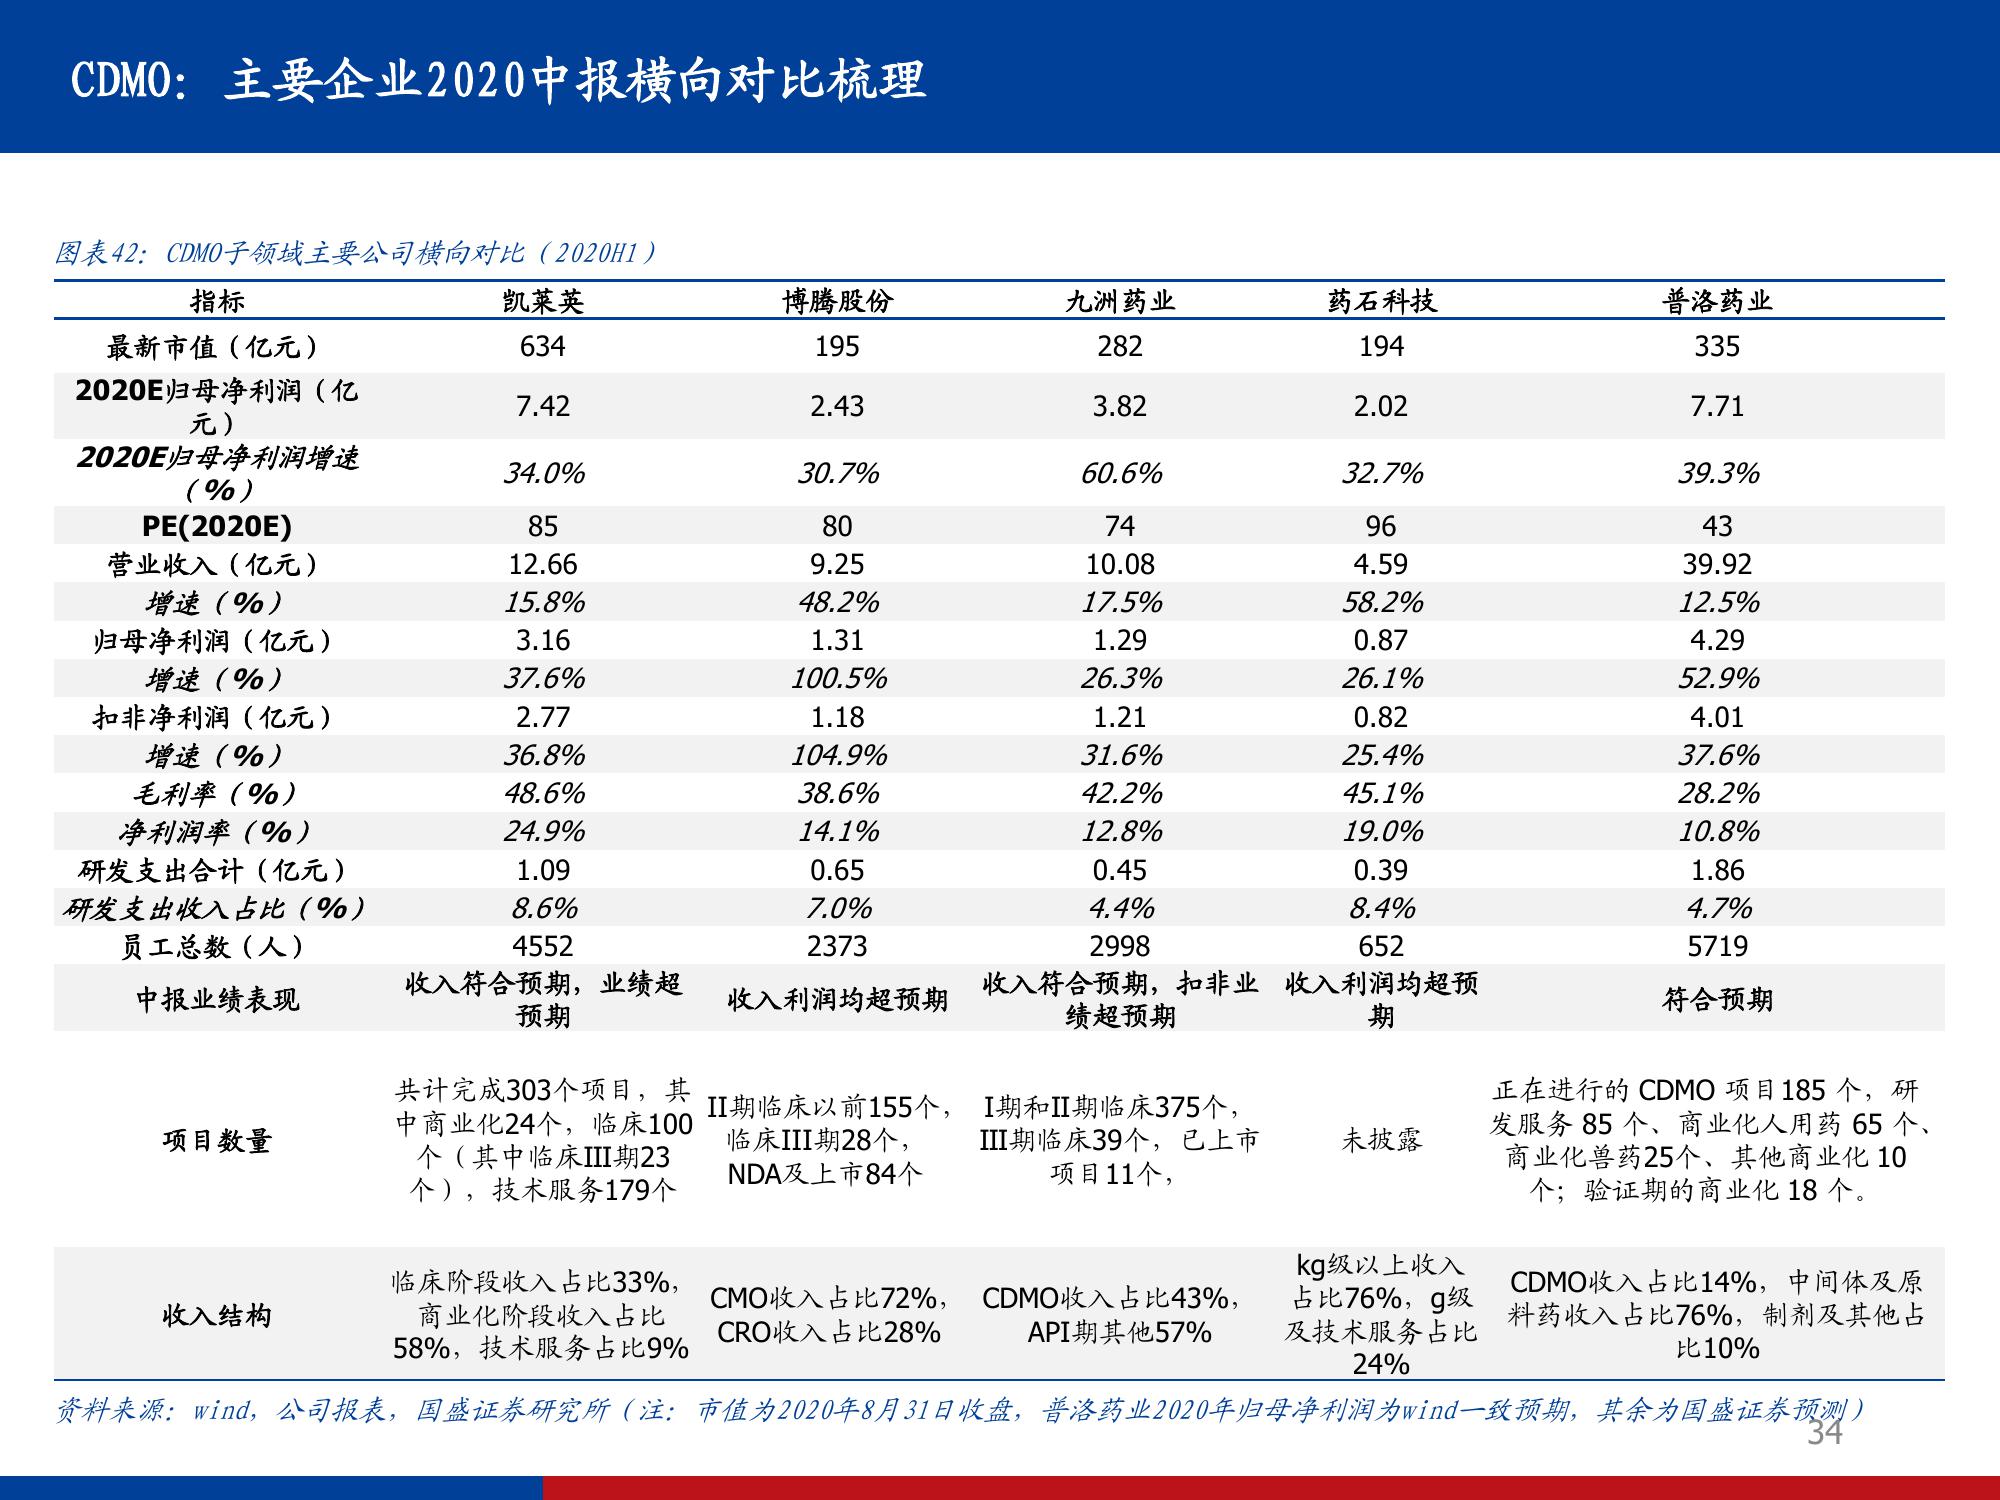 CDMO：主要企业2020中报横向对比梳理
图表42：CDMO子领域主要公司横向对比（2020H1）
指标 凯莱英 博腾股份 九洲药业 药石科技 普洛药业
最新市值（亿元） 634 195 282 194 335
2020E归母净利润（亿
元） 7.42 2.43 3.82 2.02 7.71
2020E归母净利润增速
（%） 34.0% 30.7% 60.6% 32.7% 39.3%
PE(2020E) 85 80 74 96 43
营业收入（亿元） 12.66 9.25 10.08 4.59 39.92
增速（%） 15.8% 48.2% 17.5% 58.2% 12.5%
归母净利润（亿元） 3.16 1.31 1.29 0.87 4.29
增速（%） 37.6% 100.5% 26.3% 26.1% 52.9%
扣非净利润（亿元） 2.77 1.18 1.21 0.82 4.01
增速（%） 36.8% 104.9% 31.6% 25.4% 37.6%
毛利率（%） 48.6% 38.6% 42.2% 45.1% 28.2%
净利润率（%） 24.9% 14.1% 12.8% 19.0% 10.8%
研发支出合计（亿元） 1.09 0.65 0.45 0.39 1.86
研发支出收入占比（%） 8.6% 7.0% 4.4% 8.4% 4.7%
员工总数（人） 4552 2373 2998 652 5719
中报业绩表现
收入符合预期，业绩超
预期
收入利润均超预期
收入符合预期，扣非业
绩超预期
收入利润均超预
期
符合预期
项目数量
共计完成303个项目，其
中商业化24个，临床100
个（其中临床III期23
个），技术服务179个
II期临床以前155个，
临床III期28个，
NDA及上市84个
I期和II期临床375个，
III期临床39个，已上市
项目11个，
未披露
正在进行的 CDMO 项目185 个，研
发服务 85 个、商业化人用药 65 个、
商业化兽药25个、其他商业化 10
个；验证期的商业化 18 个。
收入结构
临床阶段收入占比33%，
商业化阶段收入占比
58%，技术服务占比9%
CMO收入占比72%，
CRO收入占比28%
CDMO收入占比43%，
API期其他57%
kg级以上收入
占比76%，g级
及技术服务占比
24%
CDMO收入占比14%，中间体及原
料药收入占比76%，制剂及其他占
比10%
资料来源：wind，公司报表，国盛证券研究所（注：市值为2020年8月31日收盘，普洛药业2020年归母净利润为wind一致预期，其余为国盛证券预测）
34